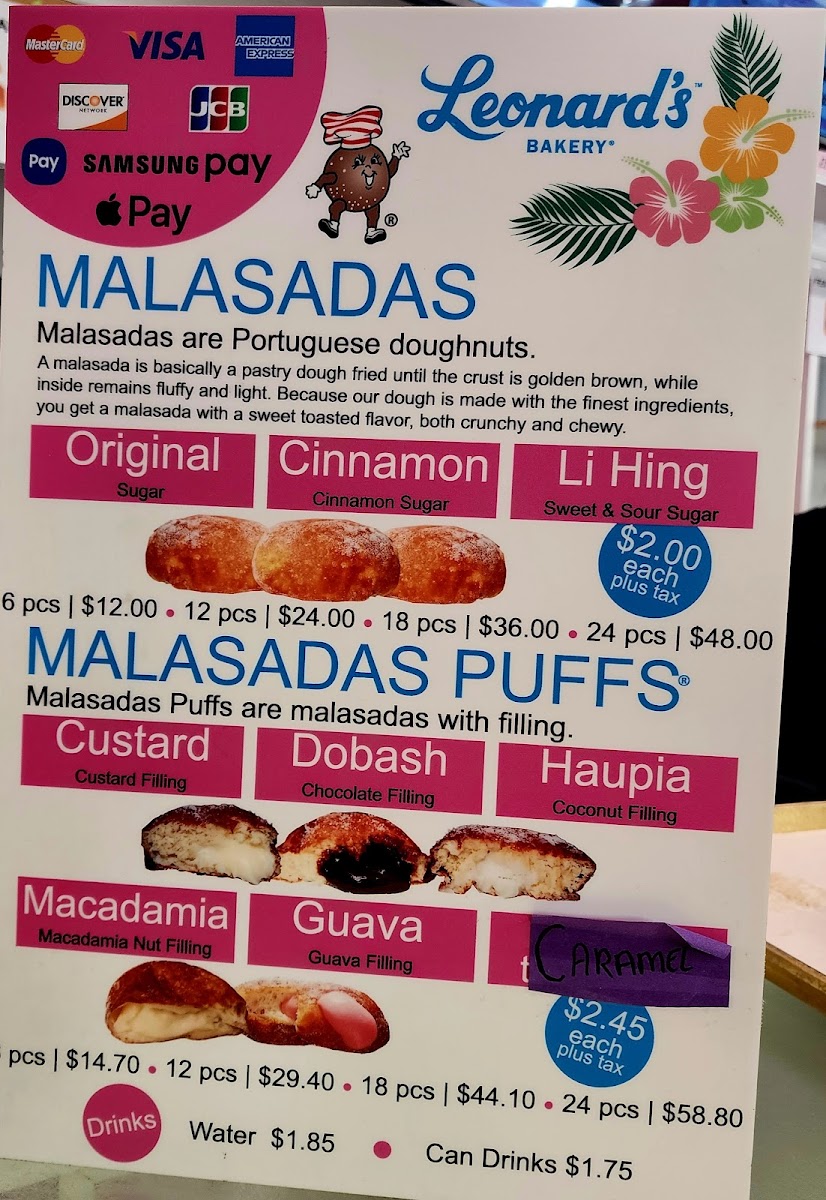 MasterCard VISA AMERICAN EXPRESS
DISCOVER NETWORK JCB
Pay SAMSUNG pay
Pay
Leonard's™
BAKERY®
®
MALASADAS
Malasadas are Portuguese doughnuts.
A malasada is basically a pastry dough fried until the crust is golden brown, while
inside remains fluffy and light. Because our dough is made with the finest ingredients,
you get a malasada with a sweet toasted flavor, both crunchy and chewy.
Original Cinnamon Li Hing
Sugar Cinnamon Sugar Sweet & Sour Sugar
$2.00
each
plus tax
6 pcs | $12.00 • 12 pcs | $24.00 • 18 pcs | $36.00 • 24 pcs | $48.00
MALASADAS PUFFS®
Malasadas Puffs are malasadas with filling.
Custard Dobash Haupia
Custard Filling Chocolate Filling Coconut Filling
Macadamia Guava CARAMEL
Macadamia Nut Filling Guava Filling
$2.45
each
plus tax
pcs | $14.70 • 12 pcs | $29.40 • 18 pcs | $44.10 • 24 pcs | $58.80
Drinks Water $1.85 • Can Drinks $1.75